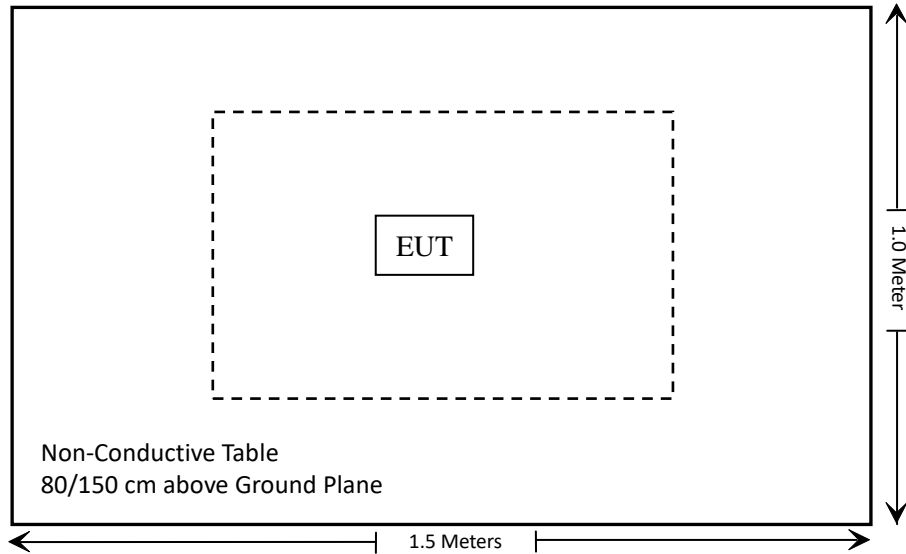 EUT
1.0 Meter
Non-Conductive Table
80/150 cm above Ground Plane
1.5 Meters